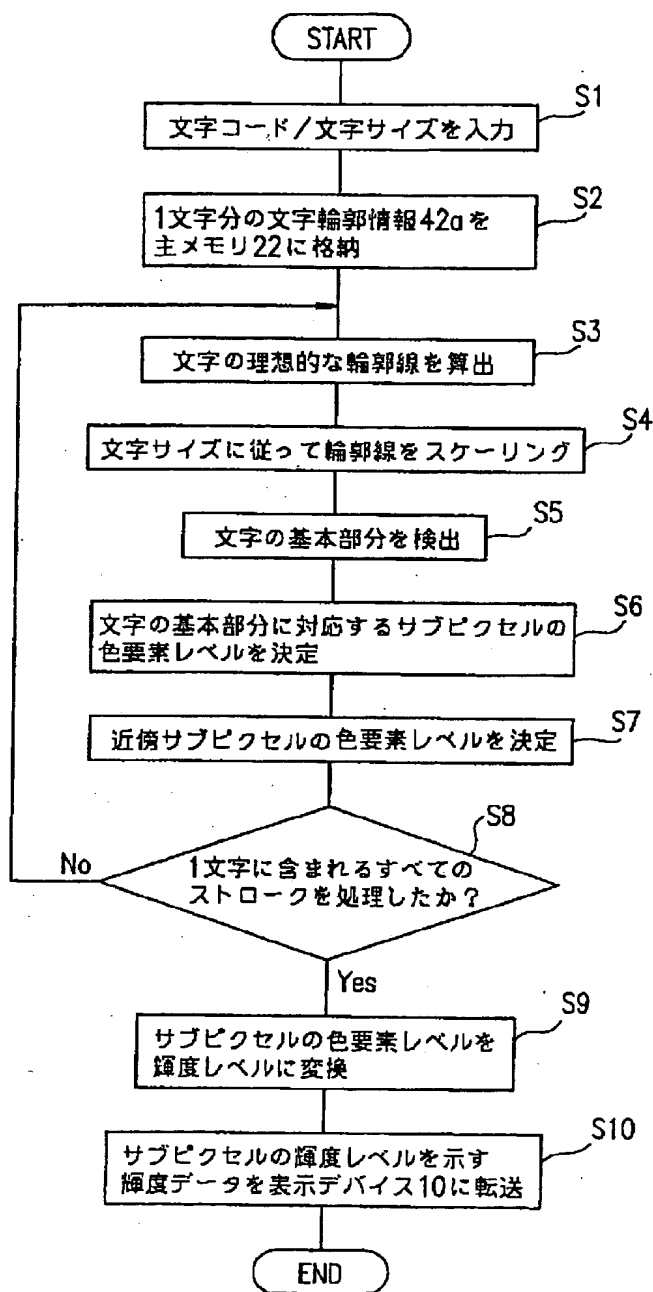 START
S1
文字コード/文字サイズを入力
S2
1文字分の文字輪郭情報42aを
主メモリ22に格納
S3
文字の理想的な輪郭線を算出
S4
文字サイズに従って輪郭線をスケーリング
S5
文字の基本部分を検出
S6
文字の基本部分に対応するサブピクセルの
色要素レベルを決定
S7
近傍サブピクセルの色要素レベルを決定
S8
No
1文字に含まれるすべての
ストロークを処理したか?
Yes
S9
サブピクセルの色要素レベルを
輝度レベルに変換
S10
サブピクセルの輝度レベルを示す
輝度データを表示デバイス10に転送
END